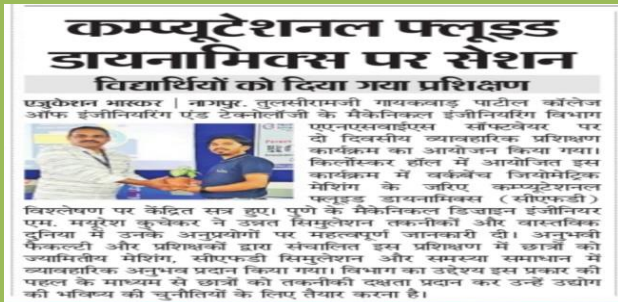 कम्प्यूटेशनल फ्लूइड
डायनामिक्स पर सेशन
विद्यार्थियों को दिया गया प्रशिक्षण
एजुकेशन भास्कर | नागपुर. तुलसीरामजी गायकवाड़ पाटील कॉलेज
ऑफ इंजीनियरिंग एंड टेक्नोलॉजी के मैकेनिकल इंजीनियरिंग विभाग
एएनएसवाईएस सॉफ्टवेयर पर
दो दिवसीय व्यावहारिक प्रशिक्षण
कार्यक्रम का आयोजन किया गया।
किर्लोस्कर हॉल में आयोजित इस
कार्यक्रम में वर्कबेंच जियोमेट्रिक
मेशिंग के जरिए कम्प्यूटेशनल
फ्लूइड डायनामिक्स (सीएफडी)
विश्लेषण पर केंद्रित सत्र हुए। पुणे के मैकेनिकल डिजाइन इंजीनियर
एम. मयूरेश कुचेकर ने उन्नत सिमुलेशन तकनीकों और वास्तविक
दुनिया में उनके अनुप्रयोगों पर महत्वपूर्ण जानकारी दी। अनुभवी
फैकल्टी और प्रशिक्षकों द्वारा संचालित इस प्रशिक्षण में छात्रों को
ज्यामितीय मेशिंग, सीएफडी सिमुलेशन और समस्या समाधान में
व्यावहारिक अनुभव प्रदान किया गया। विभाग का उद्देश्य इस प्रकार की
पहल के माध्यम से छात्रों को तकनीकी दक्षता प्रदान कर उन्हें उद्योग
की भविष्य की चुनौतियों के लिए तैयार करना है।